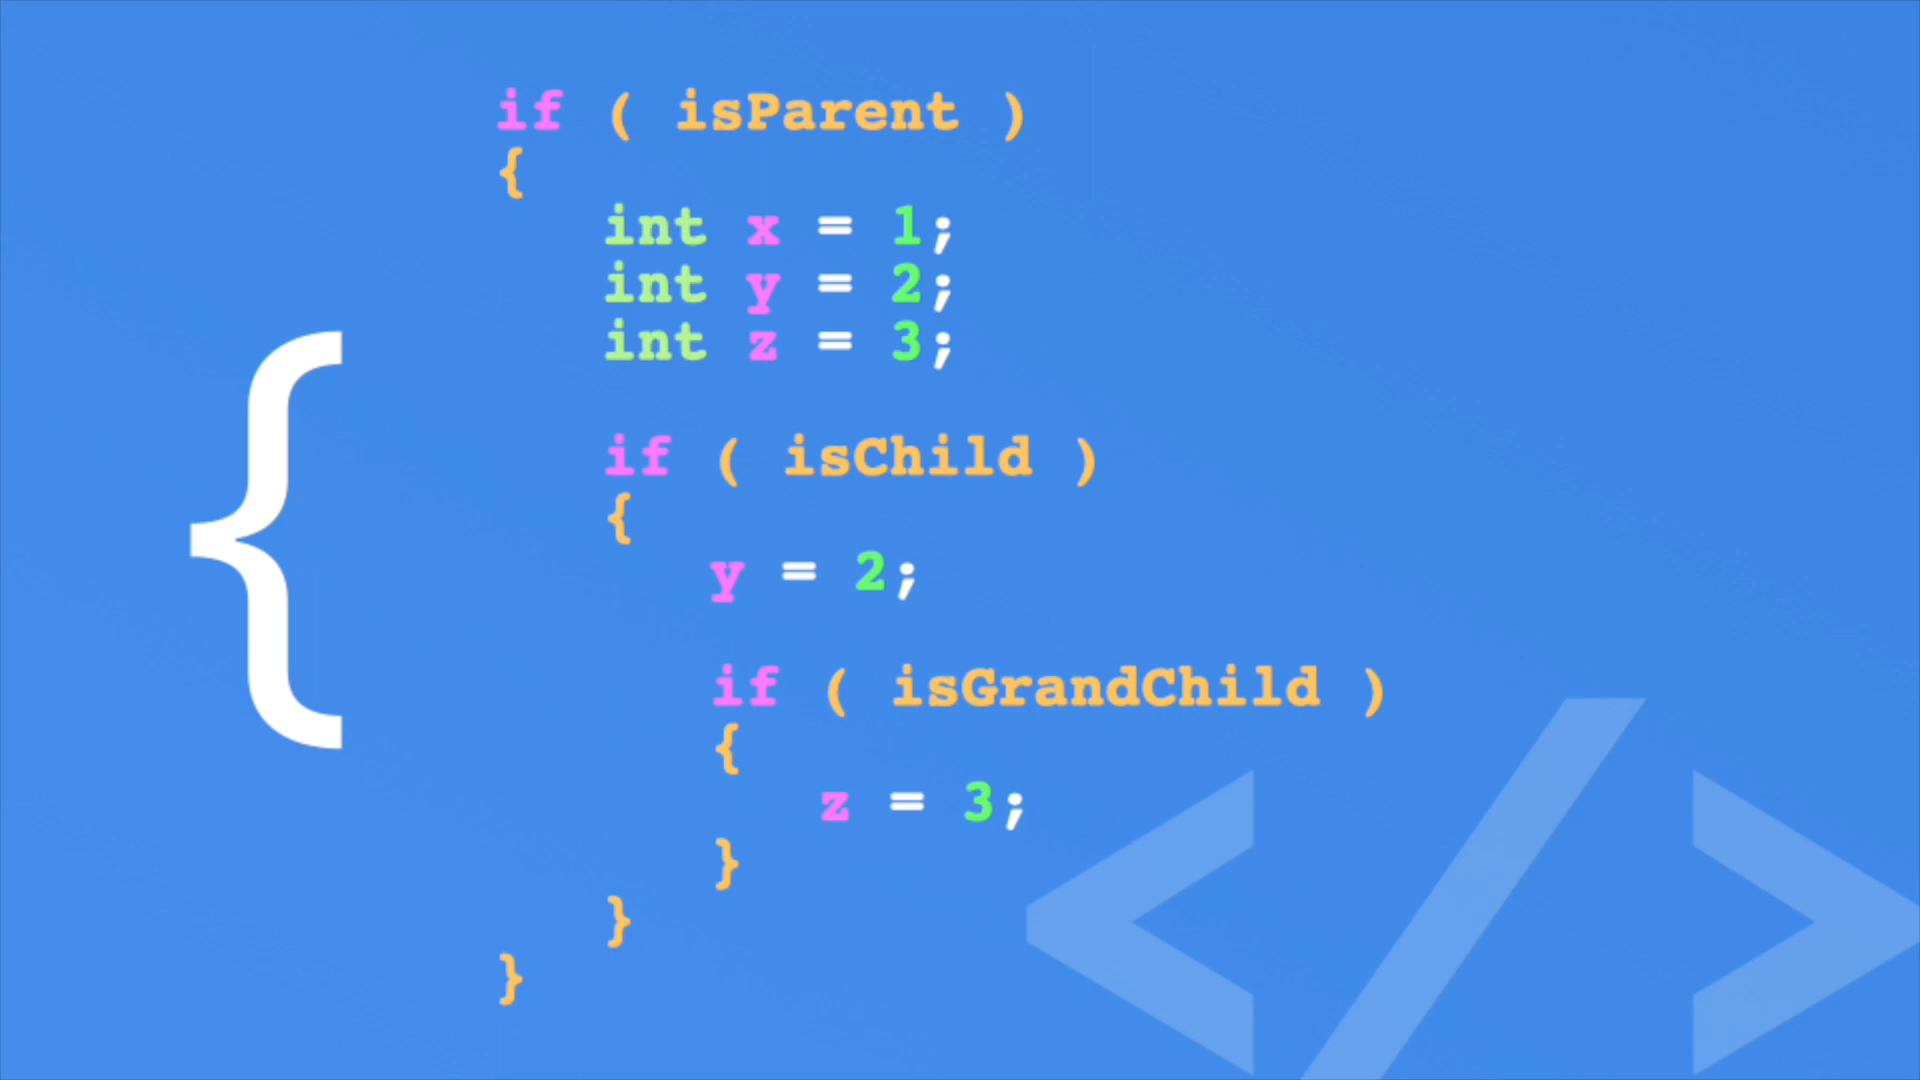 if ( isParent )
{
int x = 1;
int y = 2;
int z = 3;
if ( isChild )
{
y = 2;
if ( isGrandChild )
{
z = 3;
}
}
}
{
</>